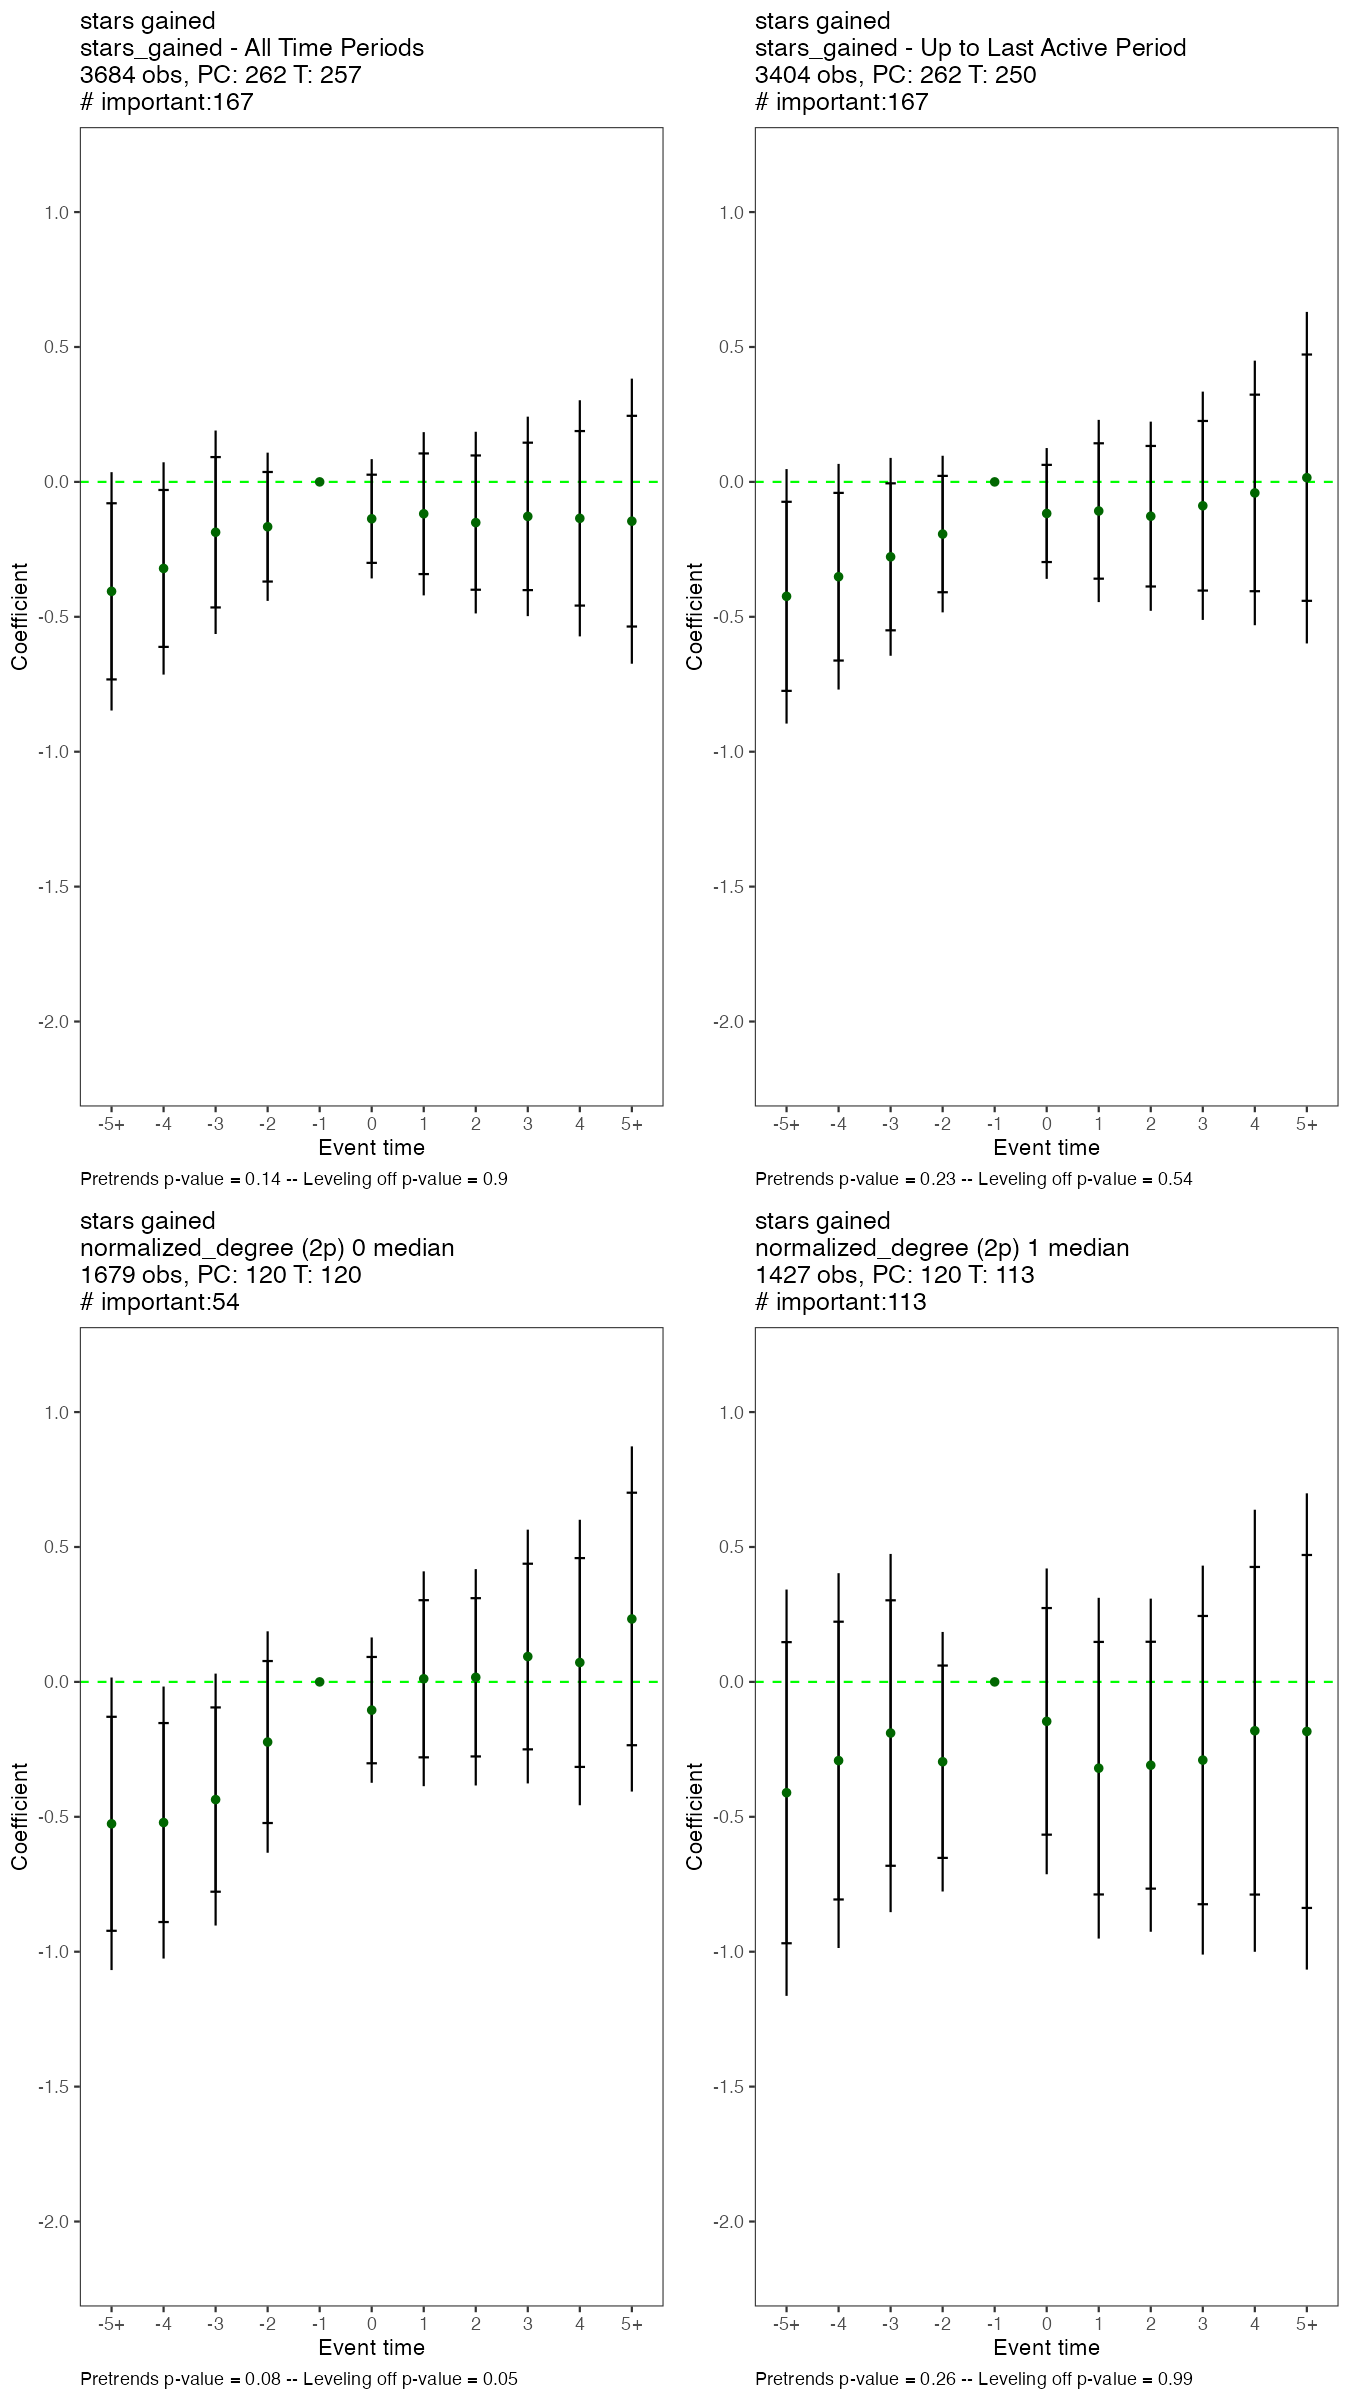 stars gained
stars_gained - All Time Periods
3684 obs, PC: 262 T: 257
# important:167
1.0
0.5
0.0
-0.5
-1.0
-1.5
-2.0
Coefficient
-5+ -4 -3 -2 -1 0 1 2 3 4 5+
Event time
Pretrends p-value = 0.14 -- Leveling off p-value = 0.9
stars gained
stars_gained - Up to Last Active Period
3404 obs, PC: 262 T: 250
# important:167
1.0
0.5
0.0
-0.5
-1.0
-1.5
-2.0
Coefficient
-5+ -4 -3 -2 -1 0 1 2 3 4 5+
Event time
Pretrends p-value = 0.23 -- Leveling off p-value = 0.54
stars gained
normalized_degree (2p) 0 median
1679 obs, PC: 120 T: 120
# important:54
1.0
0.5
0.0
-0.5
-1.0
-1.5
-2.0
Coefficient
-5+ -4 -3 -2 -1 0 1 2 3 4 5+
Event time
Pretrends p-value = 0.08 -- Leveling off p-value = 0.05
stars gained
normalized_degree (2p) 1 median
1427 obs, PC: 120 T: 113
# important:113
1.0
0.5
0.0
-0.5
-1.0
-1.5
-2.0
Coefficient
-5+ -4 -3 -2 -1 0 1 2 3 4 5+
Event time
Pretrends p-value = 0.26 -- Leveling off p-value = 0.99